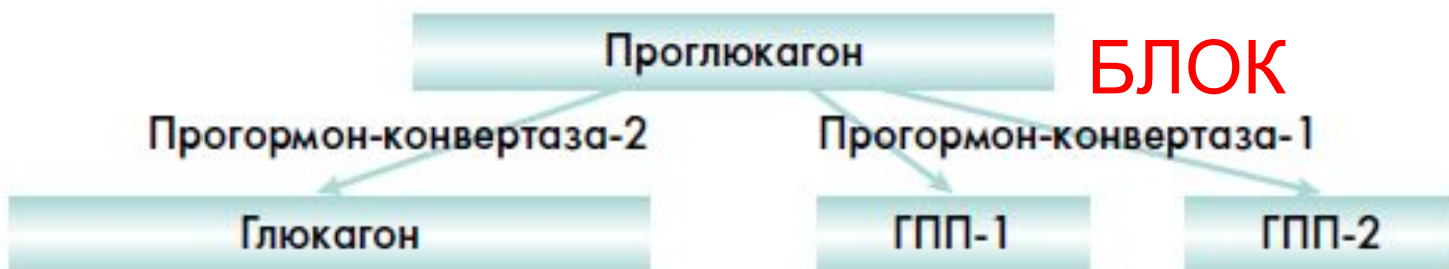 Проглюкагон БЛОК
Прогормон-конвертаза-2 Прогормон-конвертаза-1
Глюкагон ГПП-1 ГПП-2